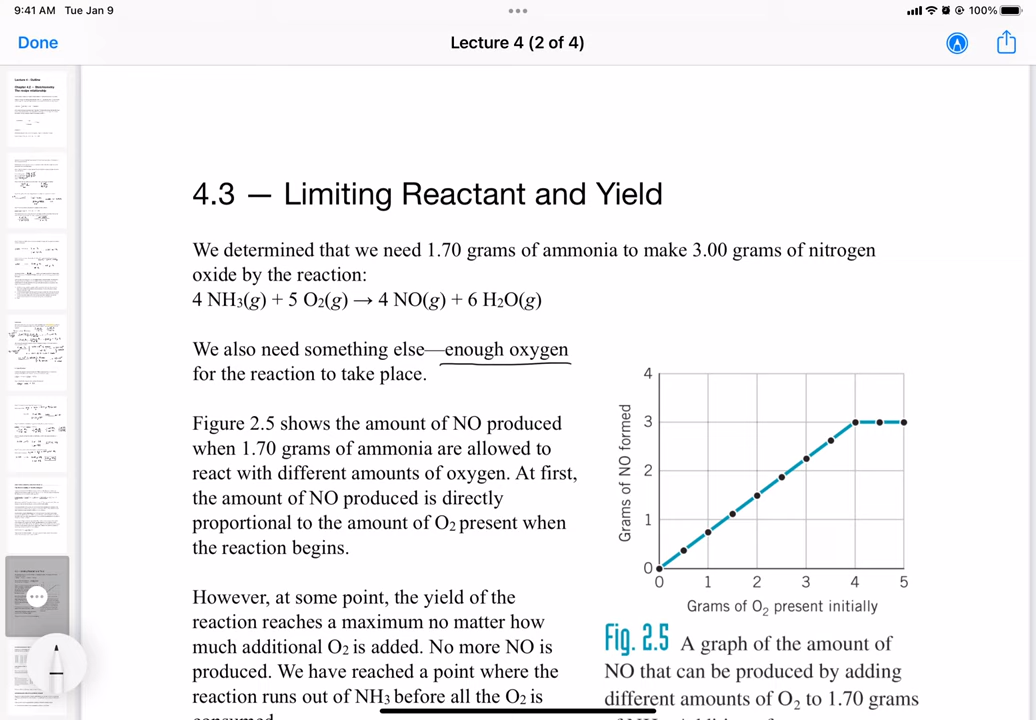 9:41 AM Tue Jan 9
100%
Done
Lecture 4 (2 of 4)
4.3 — Limiting Reactant and Yield
We determined that we need 1.70 grams of ammonia to make 3.00 grams of nitrogen
oxide by the reaction:
4 NH₃(g) + 5 O₂(g) → 4 NO(g) + 6 H₂O(g)
We also need something else—enough oxygen
for the reaction to take place.
Figure 2.5 shows the amount of NO produced
when 1.70 grams of ammonia are allowed to
react with different amounts of oxygen. At first,
the amount of NO produced is directly
proportional to the amount of O₂ present when
the reaction begins.
However, at some point, the yield of the
reaction reaches a maximum no matter how
much additional O₂ is added. No more NO is
produced. We have reached a point where the
reaction runs out of NH₃ before all the O₂ is
Grams of NO formed
4
3
2
1
0
0 1 2 3 4 5
Grams of O₂ present initially
Fig. 2.5 A graph of the amount of
NO that can be produced by adding
different amounts of O₂ to 1.70 grams